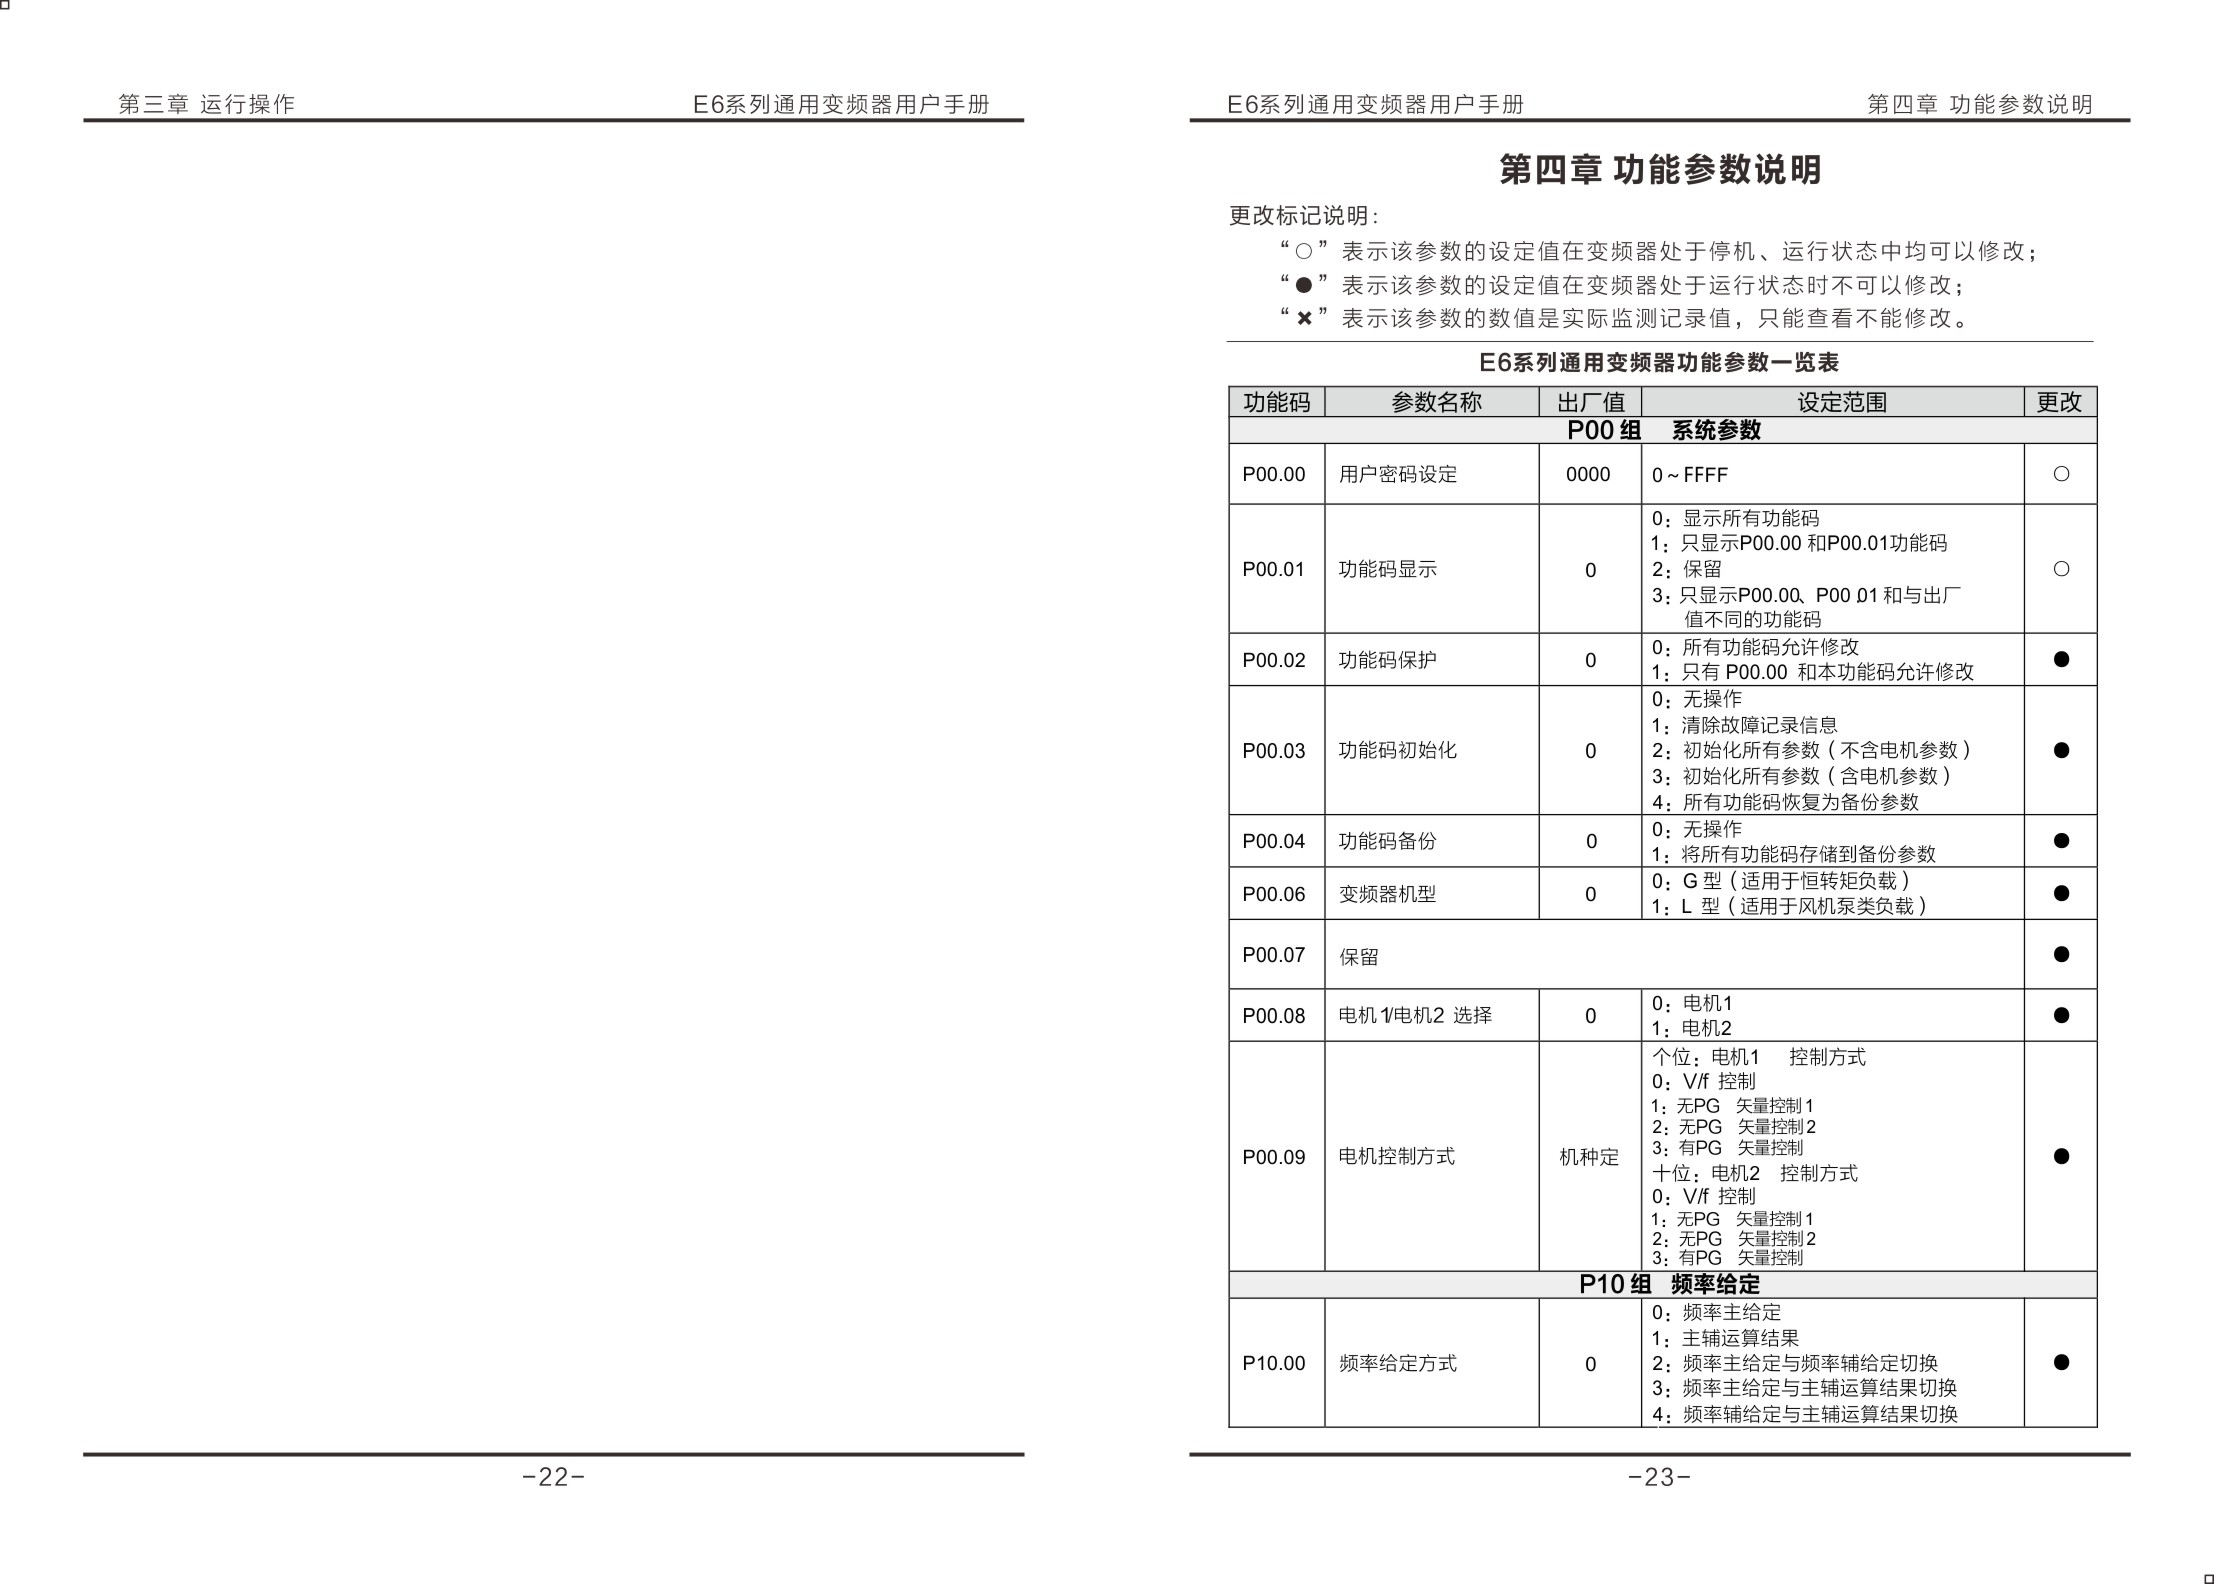 第三章 运行操作
E6系列通用变频器用户手册
-22-
E6系列通用变频器用户手册
第四章 功能参数说明
第四章 功能参数说明
更改标记说明：
“○”表示该参数的设定值在变频器处于停机、运行状态中均可以修改；
“●”表示该参数的设定值在变频器处于运行状态时不可以修改；
“✖”表示该参数的数值是实际监测记录值，只能查看不能修改。
E6系列通用变频器功能参数一览表
功能码 参数名称 出厂值 设定范围 更改
P00 组 系统参数
P00.00 用户密码设定 0000 0~FFFF ○
P00.01 功能码显示 0
0：显示所有功能码
1：只显示P00.00 和P00.01功能码
2：保留
3：只显示P00.00、P00.01 和与出厂
值不同的功能码
○
P00.02 功能码保护 0
0：所有功能码允许修改
1：只有 P00.00 和本功能码允许修改
●
P00.03 功能码初始化 0
0：无操作
1：清除故障记录信息
2：初始化所有参数（不含电机参数）
3：初始化所有参数（含电机参数）
4：所有功能码恢复为备份参数
●
P00.04 功能码备份 0
0：无操作
1：将所有功能码存储到备份参数
●
P00.06 变频器机型 0
0：G 型（适用于恒转矩负载）
1：L 型（适用于风机泵类负载）
●
P00.07 保留 ●
P00.08 电机1/电机2 选择 0
0：电机1
1：电机2
●
P00.09 电机控制方式 机种定
个位：电机1 控制方式
0：V/f 控制
1：无PG 矢量控制1
2：无PG 矢量控制2
3：有PG 矢量控制
十位：电机2 控制方式
0：V/f 控制
1：无PG 矢量控制1
2：无PG 矢量控制2
3：有PG 矢量控制
●
P10 组 频率给定
P10.00 频率给定方式 0
0：频率主给定
1：主辅运算结果
2：频率主给定与频率辅给定切换
3：频率主给定与主辅运算结果切换
4：频率辅给定与主辅运算结果切换
●
-23-